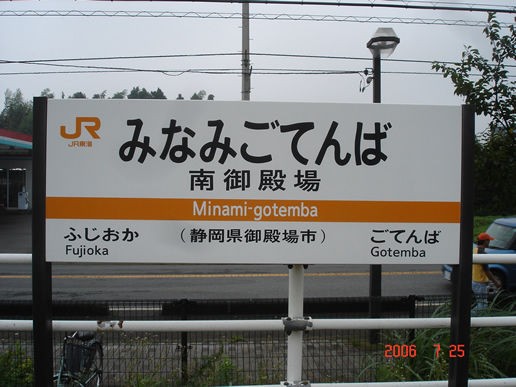 JR
JR東海
みなみごてんば
南御殿場
Minami-gotemba
ふじおか
Fujioka
（静岡県御殿場市）
ごてんば
Gotemba
2006 7 25